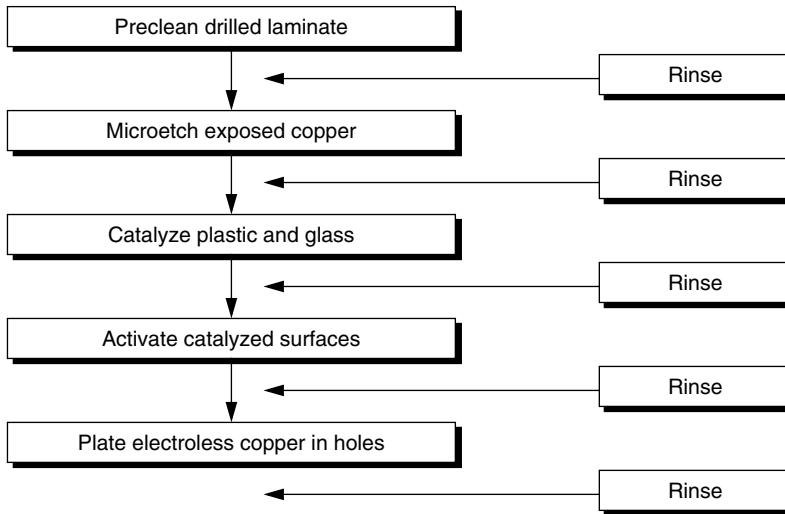 Preclean drilled laminate
Rinse
Microetch exposed copper
Rinse
Catalyze plastic and glass
Rinse
Activate catalyzed surfaces
Rinse
Plate electroless copper in holes
Rinse